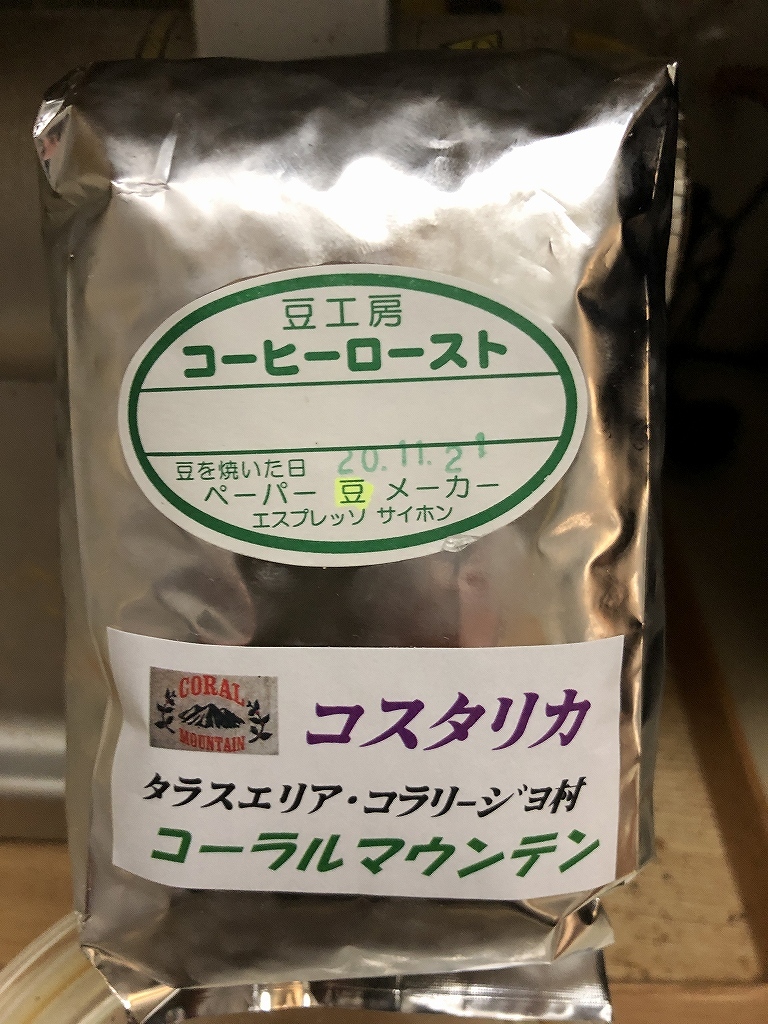 豆工房
コーヒーロースト
豆を焼いた日 20.11.21
ペーパー 豆 メーカー
エスプレッソ サイホン
CORAL
MOUNTAIN
コスタリカ
タラスエリア・コラリージョ村
コーラルマウンテン